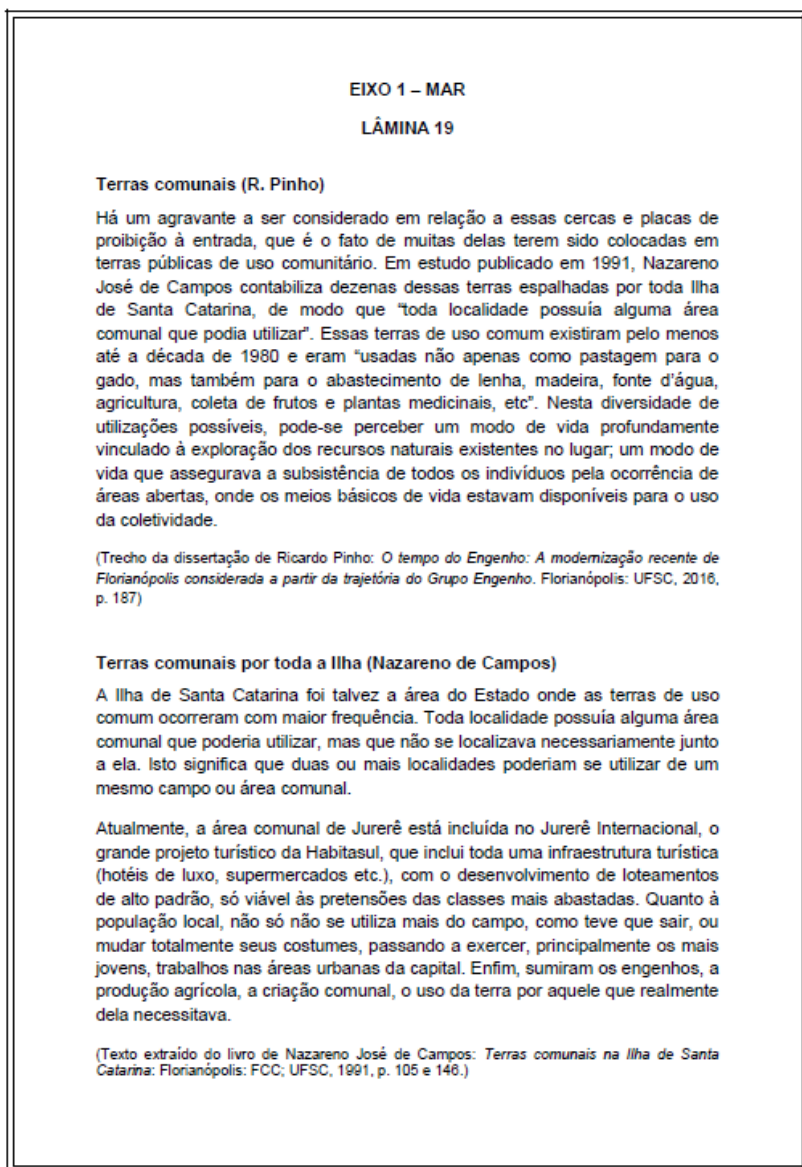 EIXO 1 – MAR
LÂMINA 19
Terras comunais (R. Pinho)
Há um agravante a ser considerado em relação a essas cercas e placas de
proibição à entrada, que é o fato de muitas delas terem sido colocadas em
terras públicas de uso comunitário. Em estudo publicado em 1991, Nazareno
José de Campos contabiliza dezenas dessas terras espalhadas por toda Ilha
de Santa Catarina, de modo que “toda localidade possuía alguma área
comunal que podia utilizar”. Essas terras de uso comum existiram pelo menos
até a década de 1980 e eram “usadas não apenas como pastagem para o
gado, mas também para o abastecimento de lenha, madeira, fonte d’água,
agricultura, coleta de frutos e plantas medicinais, etc”. Nesta diversidade de
utilizações possíveis, pode-se perceber um modo de vida profundamente
vinculado à exploração dos recursos naturais existentes no lugar; um modo de
vida que assegurava a subsistência de todos os indivíduos pela ocorrência de
áreas abertas, onde os meios básicos de vida estavam disponíveis para o uso
da coletividade.
(Trecho da dissertação de Ricardo Pinho: O tempo do Engenho: A modernização recente de
Florianópolis considerada a partir da trajetória do Grupo Engenho. Florianópolis: UFSC, 2016,
p. 187)
Terras comunais por toda a Ilha (Nazareno de Campos)
A Ilha de Santa Catarina foi talvez a área do Estado onde as terras de uso
comum ocorreram com maior frequência. Toda localidade possuía alguma área
comunal que poderia utilizar, mas que não se localizava necessariamente junto
a ela. Isto significa que duas ou mais localidades poderiam se utilizar de um
mesmo campo ou área comunal.
Atualmente, a área comunal de Jurerê está incluída no Jurerê Internacional, o
grande projeto turístico da Habitasul, que inclui toda uma infraestrutura turística
(hotéis de luxo, supermercados etc.), com o desenvolvimento de loteamentos
de alto padrão, só viável às pretensões das classes mais abastadas. Quanto à
população local, não só não se utiliza mais do campo, como teve que sair, ou
mudar totalmente seus costumes, passando a exercer, principalmente os mais
jovens, trabalhos nas áreas urbanas da capital. Enfim, sumiram os engenhos, a
produção agrícola, a criação comunal, o uso da terra por aquele que realmente
dela necessitava.
(Texto extraído do livro de Nazareno José de Campos: Terras comunais na Ilha de Santa
Catarina: Florianópolis: FCC; UFSC, 1991, p. 105 e 146.)